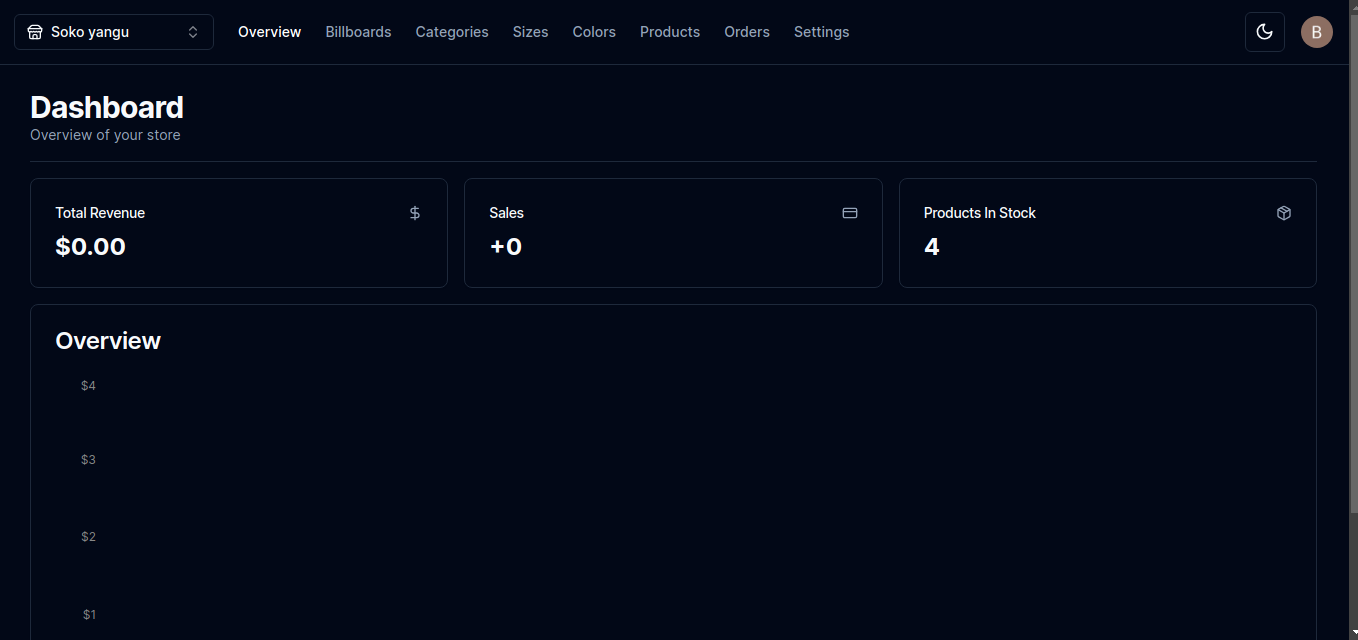 Soko yangu Overview Billboards Categories Sizes Colors Products Orders Settings B
Dashboard
Overview of your store
Total Revenue
$0.00
Sales
+0
Products In Stock
4
Overview
$4
$3
$2
$1